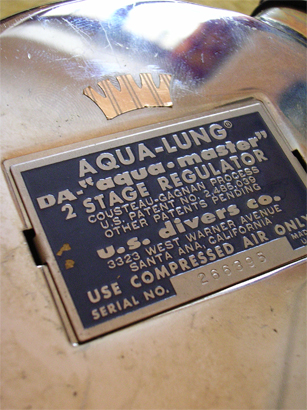 AQUA-LUNG®
DA. "aqua-master"
2 STAGE REGULATOR
COUSTEAU-GAGNAN PROCESS
U.S. PATENT NO. 2,485,039
OTHER PATENTS PENDING
u.s. divers co.
3323 WEST WARNER AVENUE
SANTA ANA, CALIFORNIA
USE COMPRESSED AIR ONLY
SERIAL NO.